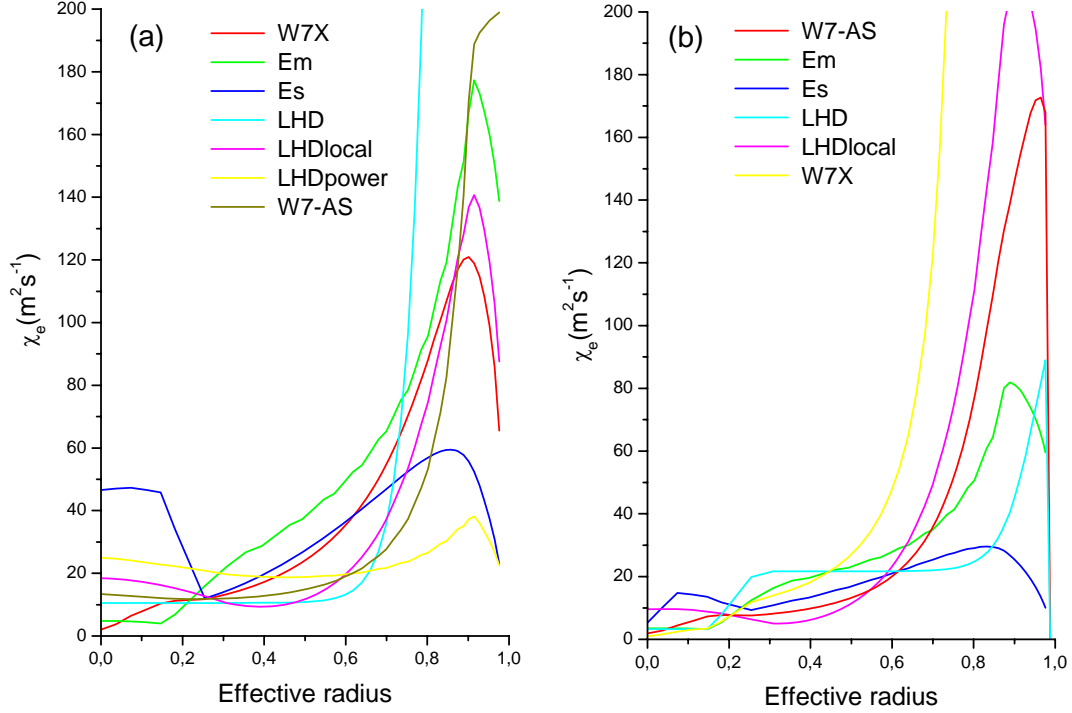 (a)
W7X
Em
Es
LHD
LHDlocal
LHDpower
W7-AS
200
180
160
140
120
100
80
60
40
20
0
χe(m²s⁻¹)
0,0 0,2 0,4 0,6 0,8 1,0
Effective radius
(b)
W7-AS
Em
Es
LHD
LHDlocal
W7X
200
180
160
140
120
100
80
60
40
20
0
χe(m²s⁻¹)
0,0 0,2 0,4 0,6 0,8 1,0
Effective radius